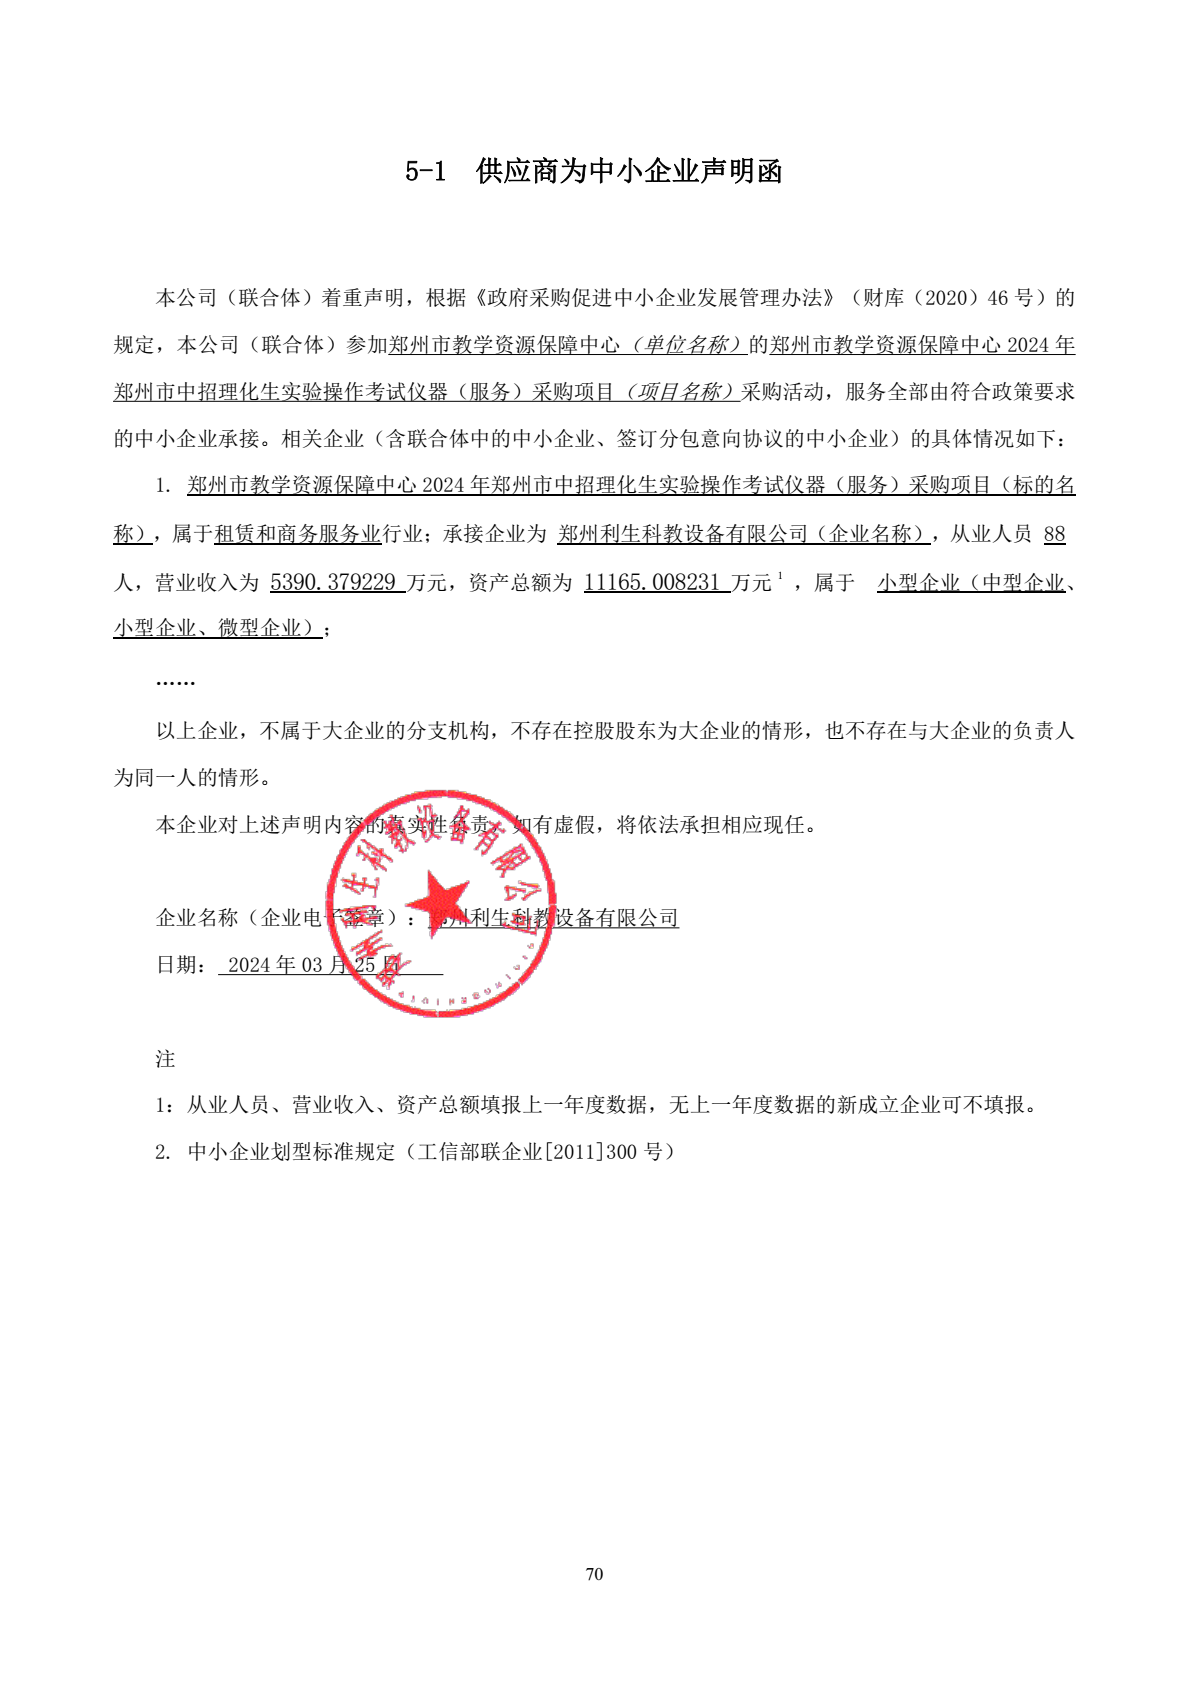 5-1 供应商为中小企业声明函
本公司（联合体）着重声明，根据《政府采购促进中小企业发展管理办法》（财库（2020）46 号）的
规定，本公司（联合体）参加郑州市教学资源保障中心（单位名称）的郑州市教学资源保障中心 2024 年
郑州市中招理化生实验操作考试仪器（服务）采购项目（项目名称）采购活动，服务全部由符合政策要求
的中小企业承接。相关企业（含联合体中的中小企业、签订分包意向协议的中小企业）的具体情况如下：
1. 郑州市教学资源保障中心 2024 年郑州市中招理化生实验操作考试仪器（服务）采购项目（标的名
称），属于租赁和商务服务业行业；承接企业为 郑州利生科教设备有限公司（企业名称），从业人员 88
人，营业收入为 5390.379229 万元，资产总额为 11165.008231 万元 1 ，属于 小型企业（中型企业、
小型企业、微型企业）；
……
以上企业，不属于大企业的分支机构，不存在控股股东为大企业的情形，也不存在与大企业的负责人
为同一人的情形。
本企业对上述声明内容的真实性负责。如有虚假，将依法承担相应现任。
企业名称（企业电子签章）：郑州利生科教设备有限公司
日期： 2024 年 03 月 25 日
郑州利生科教设备有限公司
注
1：从业人员、营业收入、资产总额填报上一年度数据，无上一年度数据的新成立企业可不填报。
2. 中小企业划型标准规定（工信部联企业[2011]300 号）
70